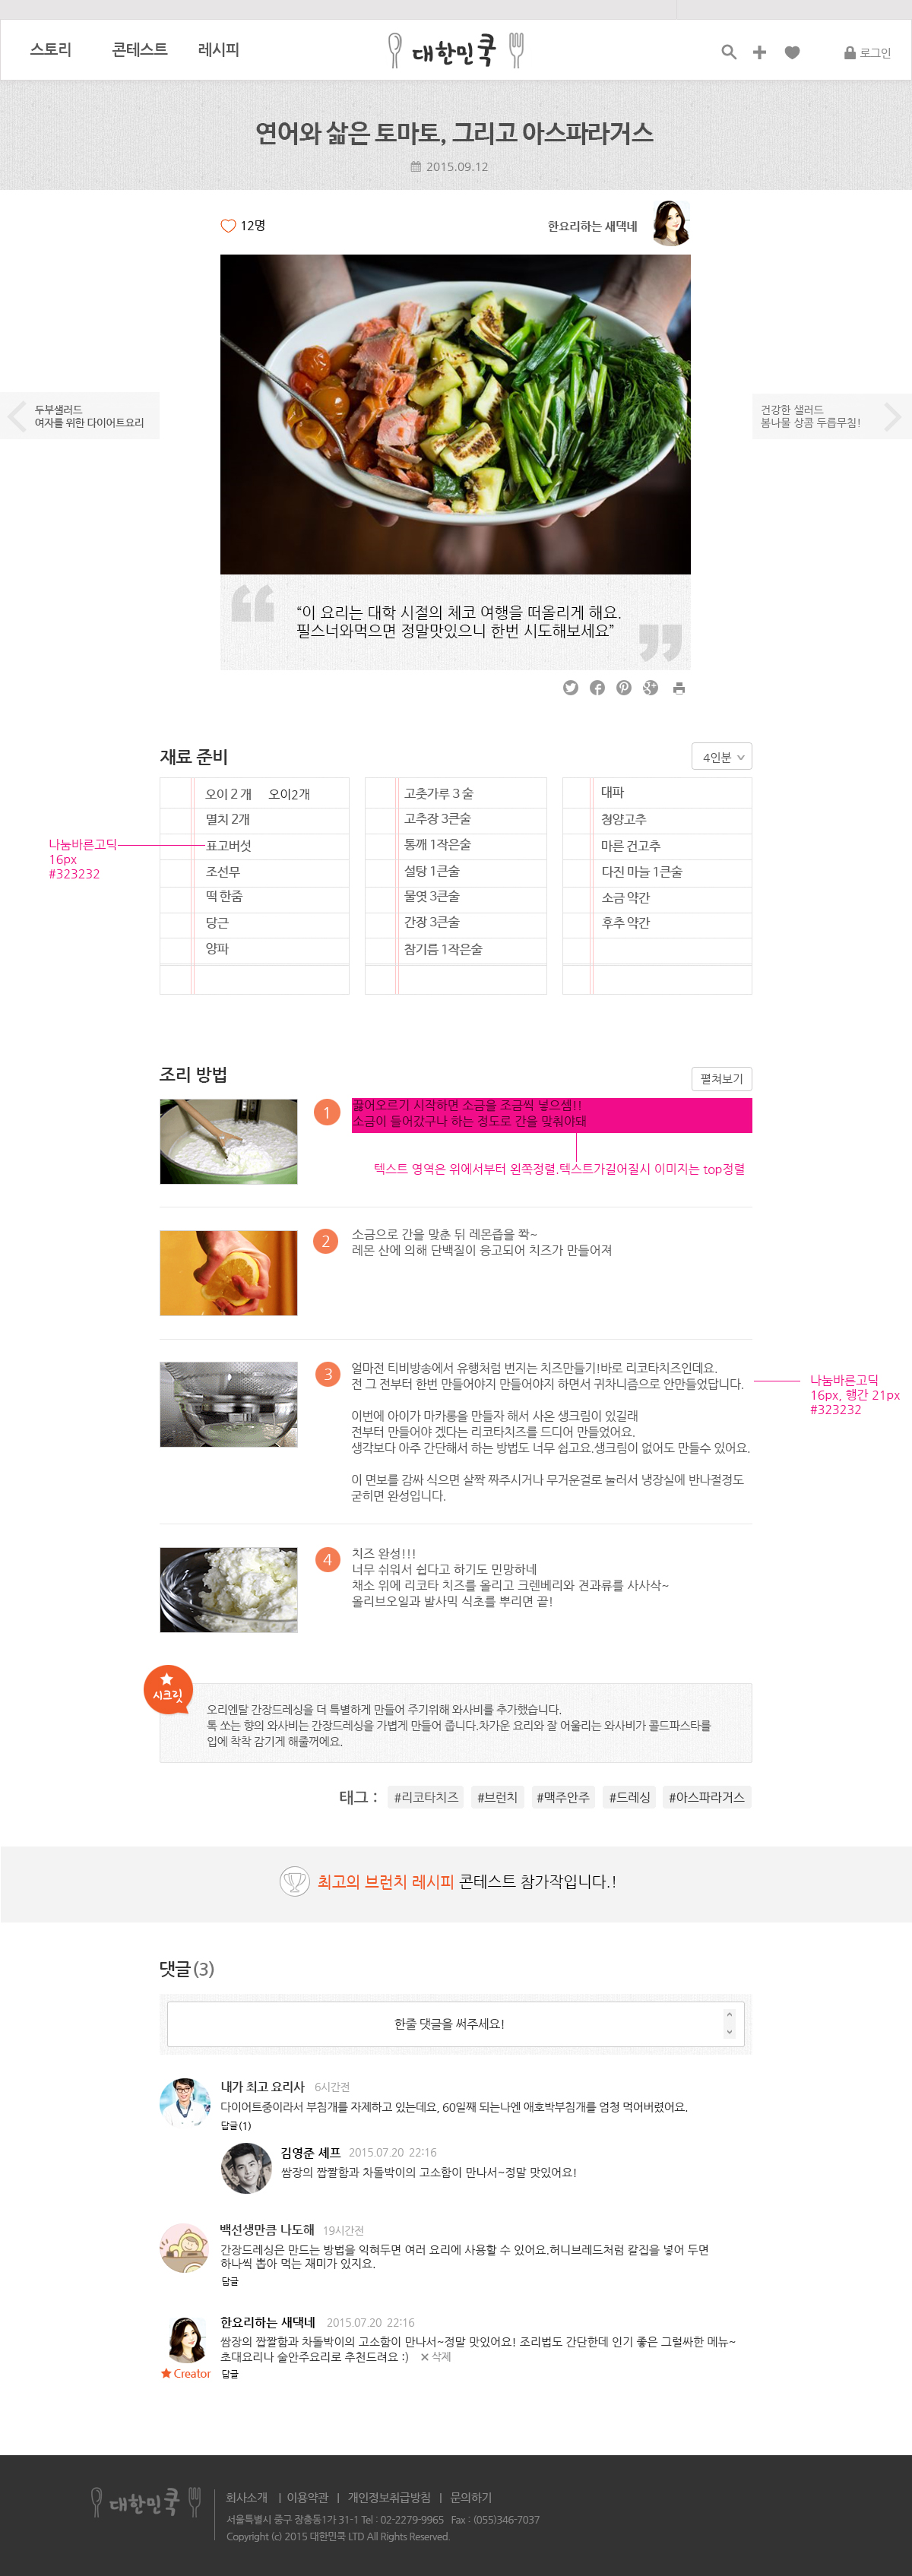 스토리
콘테스트
레시피
대한민쿡
로그인
연어와 삶은 토마토, 그리고 아스파라거스
2015.09.12
12명
한요리하는 새댁네
두부샐러드
여자를 위한 다이어트요리
건강한 샐러드
봄나물 상콤 두릅무침!
“이 요리는 대학 시절의 체코 여행을 떠올리게 해요.
필스너와먹으면 정말맛있으니 한번 시도해보세요”
재료 준비
4인분
오이 2 개 오이2개
멸치 2개
표고버섯
조선무
떡 한줌
당근
양파
고춧가루 3 술
고추장 3큰술
통깨 1작은술
설탕 1큰술
물엿 3큰술
간장 3큰술
참기름 1작은술
대파
청양고추
마른 건고추
다진 마늘 1큰술
소금 약간
후추 약간
나눔바른고딕
16px
#323232
조리 방법
펼쳐보기
1
끓어오르기 시작하면 소금을 조금씩 넣으셈!!
소금이 들어갔구나 하는 정도로 간을 맞춰야돼
텍스트 영역은 위에서부터 왼쪽정렬.텍스트가길어질시 이미지는 top정렬
2
소금으로 간을 맞춘 뒤 레몬즙을 쫙~
레몬 산에 의해 단백질이 응고되어 치즈가 만들어져
3
얼마전 티비방송에서 유행처럼 번지는 치즈만들기!바로 리코타치즈인데요.
전 그 전부터 한번 만들어야지 만들어야지 하면서 귀차니즘으로 안만들었답니다.
이번에 아이가 마카롱을 만들자 해서 사온 생크림이 있길래
전부터 만들어야 겠다는 리코타치즈를 드디어 만들었어요.
생각보다 아주 간단해서 하는 방법도 너무 쉽고요.생크림이 없어도 만들수 있어요.
이 면보를 감싸 식으면 살짝 짜주시거나 무거운걸로 눌러서 냉장실에 반나절정도
굳히면 완성입니다.
나눔바른고딕
16px, 행간 21px
#323232
4
치즈 완성!!!
너무 쉬워서 쉽다고 하기도 민망하네
채소 위에 리코타 치즈를 올리고 크렌베리와 견과류를 사사삭~
올리브오일과 발사믹 식초를 뿌리면 끝!
시크릿
오리엔탈 간장드레싱을 더 특별하게 만들어 주기위해 와사비를 추가했습니다.
톡 쏘는 향의 와사비는 간장드레싱을 가볍게 만들어 줍니다.차가운 요리와 잘 어울리는 와사비가 콜드파스타를
입에 착착 감기게 해줄꺼에요.
태그 : #리코타치즈 #브런치 #맥주안주 #드레싱 #아스파라거스
최고의 브런치 레시피 콘테스트 참가작입니다.!
댓글(3)
한줄 댓글을 써주세요!
내가 최고 요리사 6시간전
다이어트중이라서 부침개를 자제하고 있는데요, 60일째 되는나엔 애호박부침개를 엄청 먹어버렸어요.
답글(1)
김영준 셰프 2015.07.20 22:16
쌈장의 짭짤함과 차돌박이의 고소함이 만나서~정말 맛있어요!
백선생만큼 나도해 19시간전
간장드레싱은 만드는 방법을 익혀두면 여러 요리에 사용할 수 있어요.허니브레드처럼 칼집을 넣어 두면
하나씩 뽑아 먹는 재미가 있지요.
답글
한요리하는 새댁네 2015.07.20 22:16
쌈장의 짭짤함과 차돌박이의 고소함이 만나서~정말 맛있어요! 조리법도 간단한데 인기 좋은 그럴싸한 메뉴~
초대요리나 술안주요리로 추천드려요 :) 삭제
Creator
답글
대한민쿡
회사소개 | 이용약관 | 개인정보취급방침 | 문의하기
서울특별시 중구 장충동1가 31-1 Tel : 02-2279-9965 Fax : (055)346-7037
Copyright (c) 2015 대한민쿡 LTD All Rights Reserved.